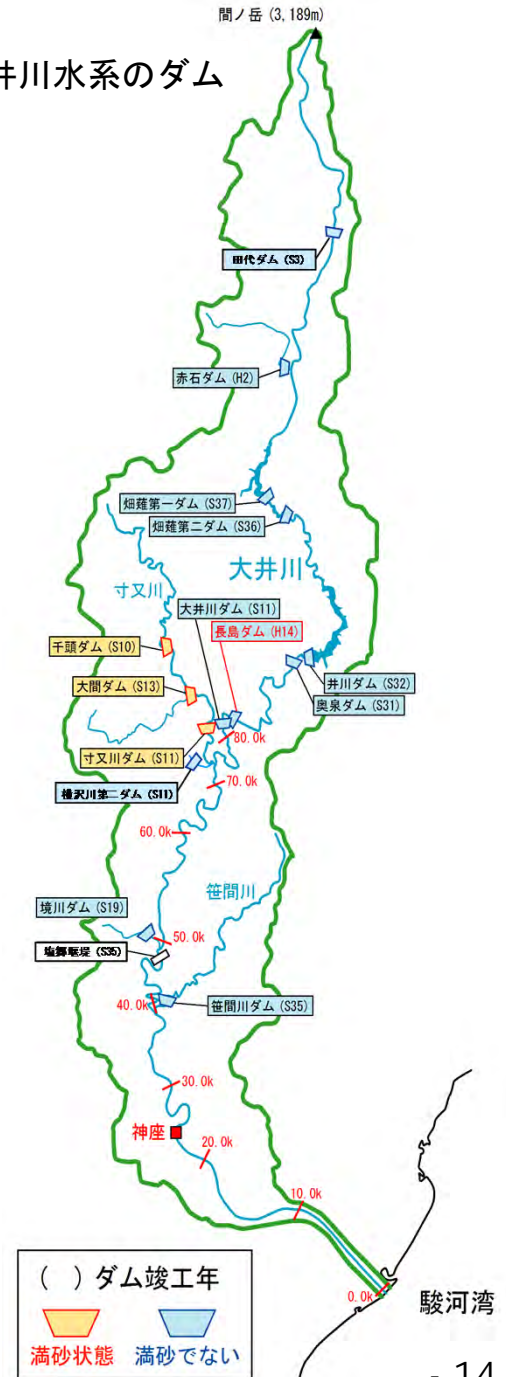 間ノ岳 (3,189m)
井川水系のダム
田代ダム (S3)
赤石ダム (H2)
畑薙第一ダム (S37)
畑薙第二ダム (S36)
大井川
寸又川
大井川ダム (S11)
長島ダム (H14)
千頭ダム (S10)
大間ダム (S13)
井川ダム (S32)
奥泉ダム (S31)
寸又川ダム (S11)
80.0k
横沢川第二ダム (S11)
70.0k
60.0k
笹間川
境川ダム (S19)
50.0k
塩郷堰堤 (S35)
40.0k
笹間川ダム (S35)
30.0k
神座
20.0k
10.0k
0.0k
駿河湾
( ) ダム竣工年
満砂状態 満砂でない
- 14